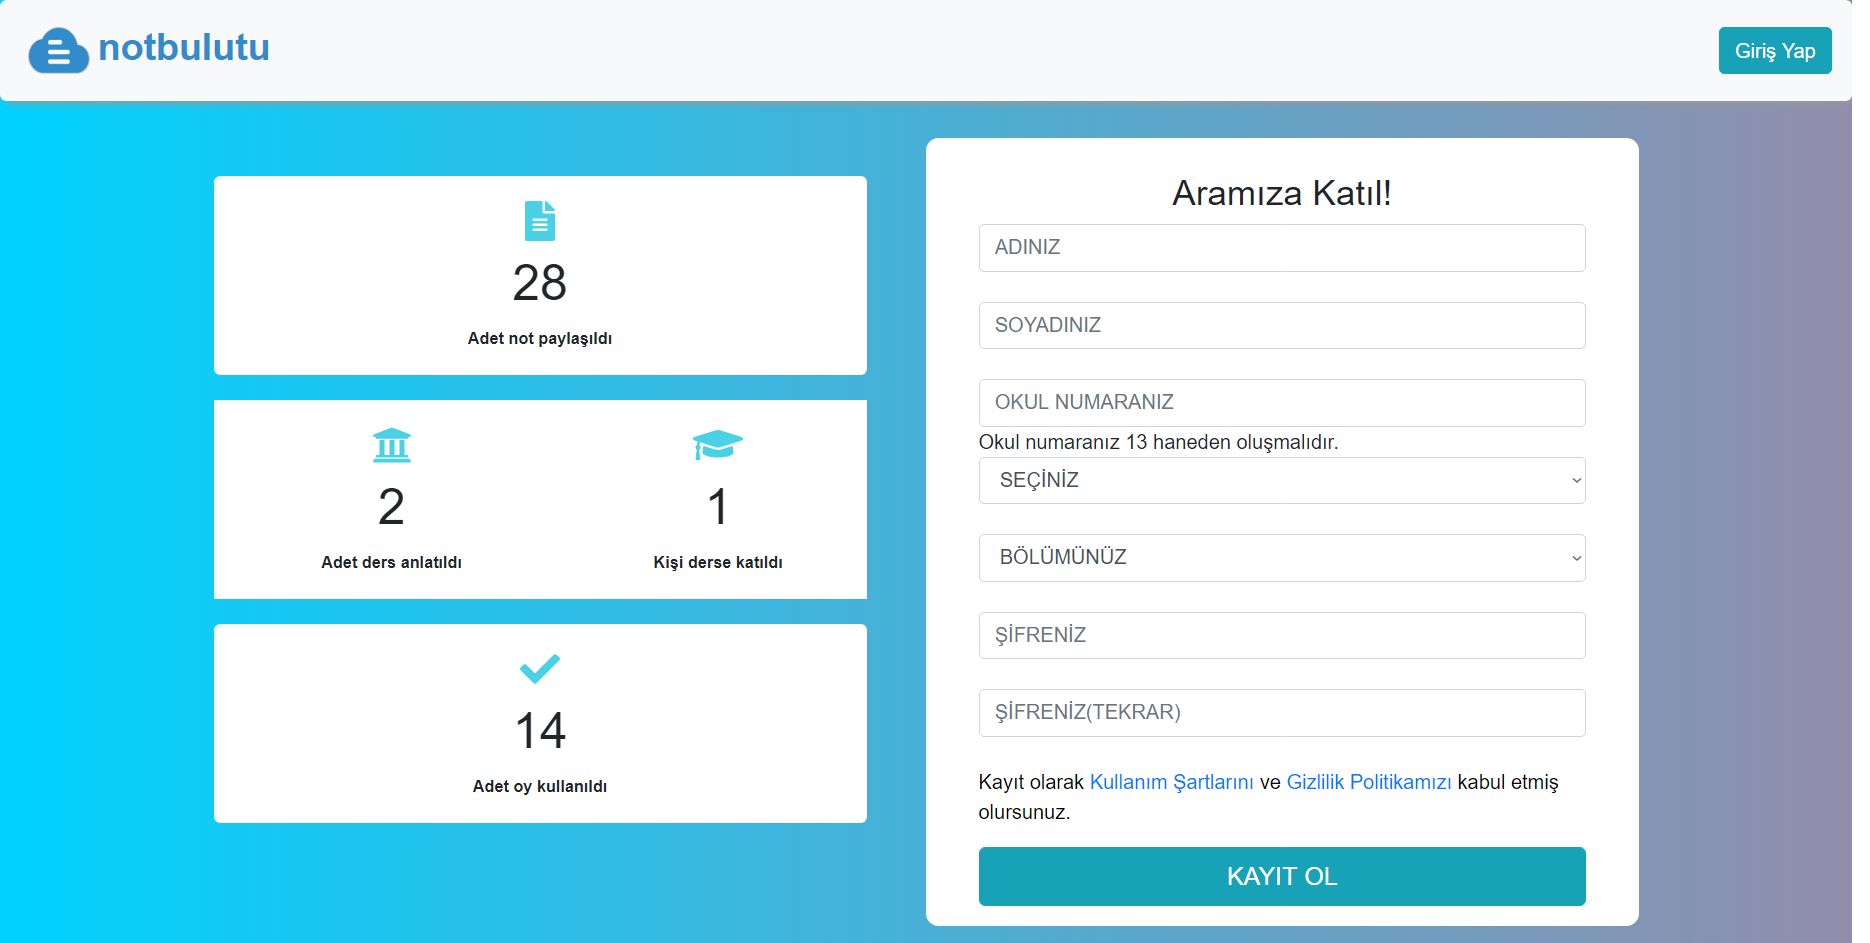 notbulutu
Giriş Yap
28
Adet not paylaşıldı
2
Adet ders anlatıldı
1
Kişi derse katıldı
14
Adet oy kullanıldı
Aramıza Katıl!
ADINIZ
SOYADINIZ
OKUL NUMARANIZ
Okul numaranız 13 haneden oluşmalıdır.
SEÇİNİZ
BÖLÜMÜNÜZ
ŞİFRENİZ
ŞİFRENİZ(TEKRAR)
Kayıt olarak Kullanım Şartlarını ve Gizlilik Politikamızı kabul etmiş
olursunuz.
KAYIT OL